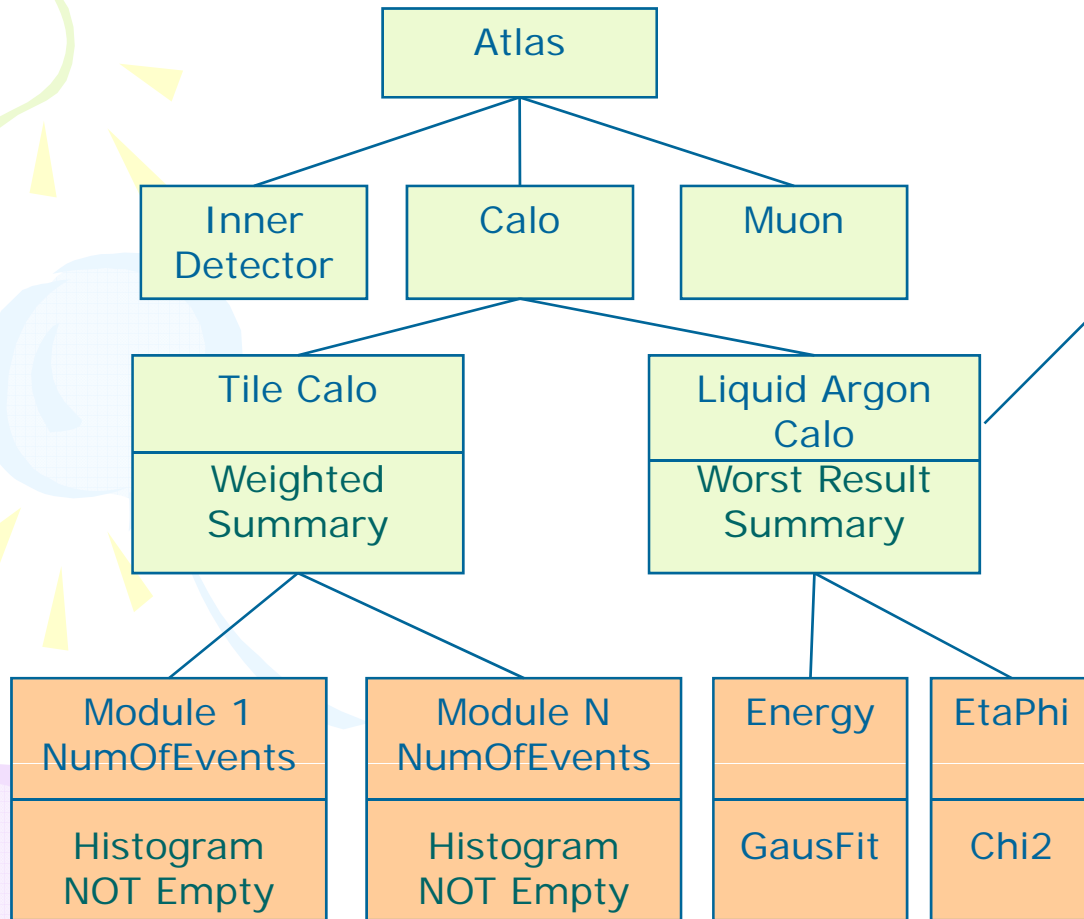 Atlas
Inner
Detector
Calo
Muon
Tile Calo
Weighted
Summary
Liquid Argon
Calo
Worst Result
Summary
Module 1
NumOfEvents
Histogram
NOT Empty
Module N
NumOfEvents
Histogram
NOT Empty
Energy
GausFit
EtaPhi
Chi2